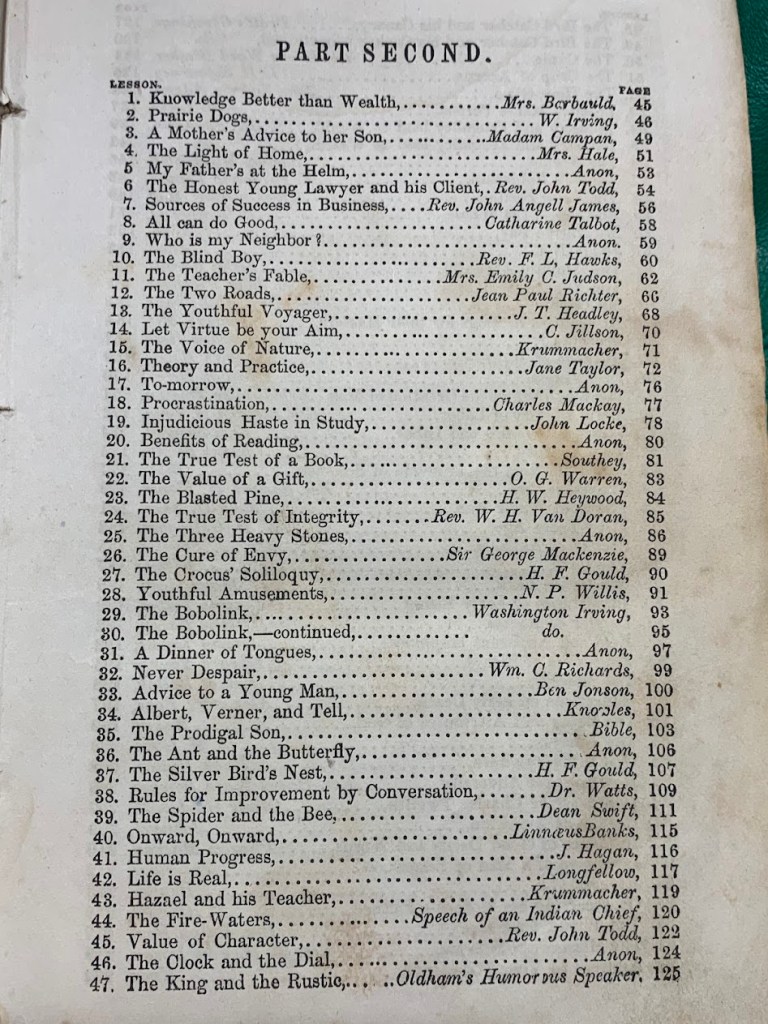 PART SECOND.
LESSON. PAGE
1. Knowledge Better than Wealth,...........Mrs. Barbauld, 45
2. Prairie Dogs,..................................W. Irving, 46
3. A Mother's Advice to her Son,............Madam Campan, 49
4. The Light of Home,...........................Mrs. Hale, 51
5 My Father's at the Helm,........................Anon, 53
6 The Honest Young Lawyer and his Client,. Rev. John Todd, 54
7. Sources of Success in Business,....Rev. John Angell James, 56
8. All can do Good,.........................Catharine Talbot, 58
9. Who is my Neighbor?............................Anon. 59
10. The Blind Boy,..........................Rev. F. L, Hawks, 60
11. The Teacher's Fable,...............Mrs. Emily C. Judson, 62
12. The Two Roads,.......................Jean Paul Richter, 66
13. The Youthful Voyager,......................J. T. Headley, 68
14. Let Virtue be your Aim,........................C. Jillson, 70
15. The Voice of Nature,.........................Krummacher, 71
16. Theory and Practice,.........................Jane Taylor, 72
17. To-morrow,....................................Anon, 76
18. Procrastination,..........................Charles Mackay, 77
19. Injudicious Haste in Study,....................John Locke, 78
20. Benefits of Reading,.............................Anon, 80
21. The True Test of a Book,........................Southey, 81
22. The Value of a Gift,........................O. G. Warren, 83
23. The Blasted Pine,..........................H. W. Heywood, 84
24. The True Test of Integrity,.......Rev. W. H. Van Doran, 85
25. The Three Heavy Stones,..........................Anon, 86
26. The Cure of Envy,..................Sir George Mackenzie, 89
27. The Crocus' Soliloquy,......................H. F. Gould, 90
28. Youthful Amusements,........................N. P. Willis, 91
29. The Bobolink,.........................Washington Irving, 93
30. The Bobolink,—continued,............ do. 95
31. A Dinner of Tongues,............................Anon, 97
32. Never Despair,..........................Wm. C. Richards, 99
33. Advice to a Young Man,.....................Ben Jonson, 100
34. Albert, Verner, and Tell,........................Knowles, 101
35. The Prodigal Son,..............................Bible, 103
36. The Ant and the Butterfly,.........................Anon, 106
37. The Silver Bird's Nest,.......................H. F. Gould, 107
38. Rules for Improvement by Conversation,.......Dr. Watts, 109
39. The Spider and the Bee,......................Dean Swift, 111
40. Onward, Onward,..........................LinnæusBanks, 115
41. Human Progress,..............................J. Hagan, 116
42. Life is Real,..................................Longfellow, 117
43. Hazael and his Teacher,.....................Krummacher, 119
44. The Fire-Waters,...............Speech of an Indian Chief, 120
45. Value of Character,......................Rev. John Todd, 122
46. The Clock and the Dial,...........................Anon, 124
47. The King and the Rustic,... ..Oldham's Humorous Speaker, 125